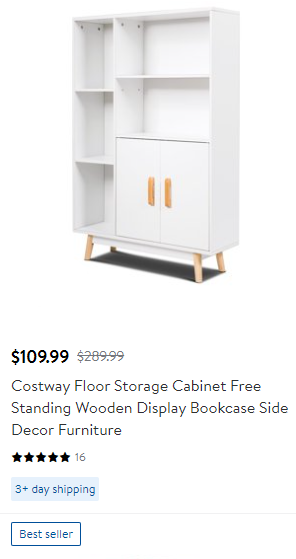 $109.99 $289.99
Costway Floor Storage Cabinet Free
Standing Wooden Display Bookcase Side
Decor Furniture
16
3+ day shipping
Best seller